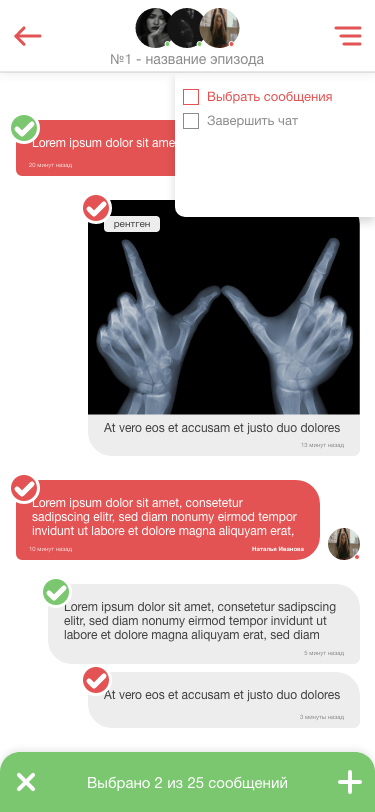 №1 - название эпизода
Выбрать сообщения
Завершить чат
Lorem ipsum dolor sit ame
20 минут назад
рентген
At vero eos et accusam et justo duo dolores
13 минут назад
Lorem ipsum dolor sit amet, consetetur
sadipscing elitr, sed diam nonumy eirmod tempor
invidunt ut labore et dolore magna aliquyam erat,
10 минут назад
Наталья Иванова
Lorem ipsum dolor sit amet, consetetur sadipscing
elitr, sed diam nonumy eirmod tempor invidunt ut
labore et dolore magna aliquyam erat, sed diam
5 минут назад
At vero eos et accusam et justo duo dolores
3 минуты назад
Выбрано 2 из 25 сообщений